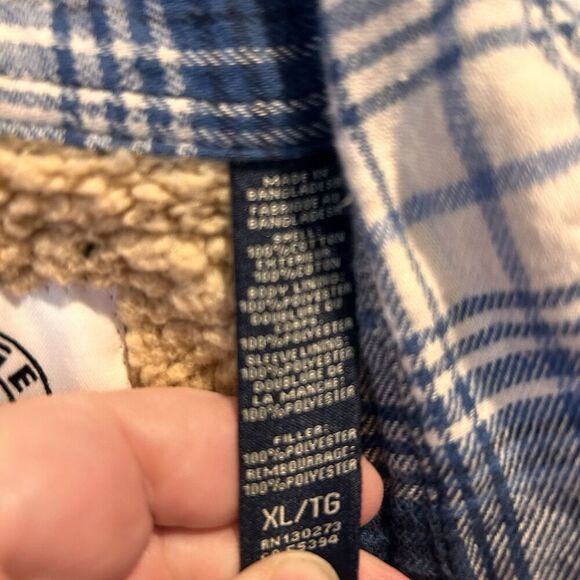 MADE IN
BANGLADESH
FABRIQUÉ AU
BANGLADESH
SHELL:
100%COTTON
EXTÉRIEUR:
100%COTON
BODY LINING:
100%POLYESTER
DOUBLURE DU
CORPS:
100%POLYESTER
SLEEVE LINING:
100%POLYESTER
DOUBLURE DE
LA MANCHE:
100%POLYESTER
FILLER:
100%POLYESTER
REMBOURRAGE:
100%POLYESTER
XL/TG
RN130273
55394